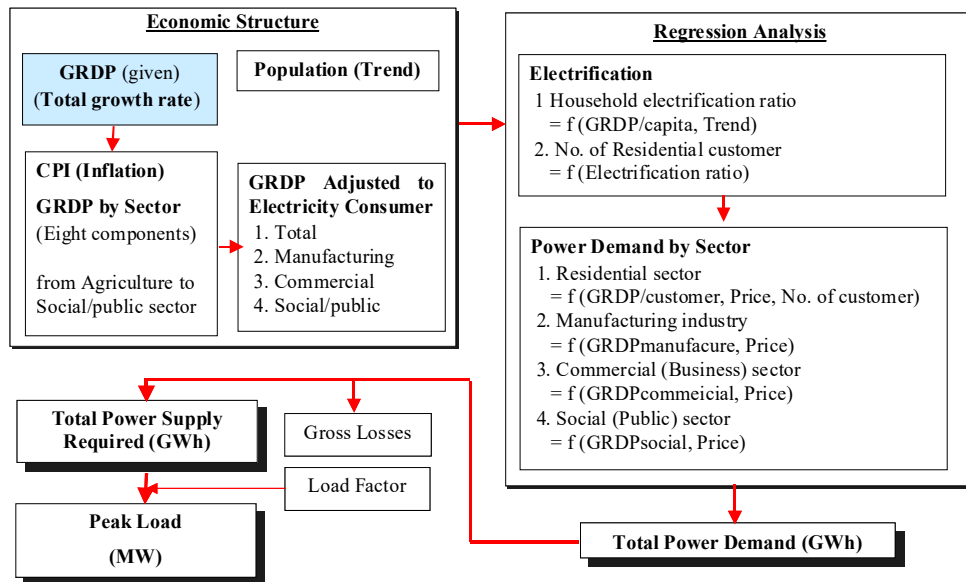 Economic Structure
GRDP (given)
(Total growth rate)
Population (Trend)
CPI (Inflation)
GRDP by Sector
(Eight components)
from Agriculture to
Social/public sector
GRDP Adjusted to
Electricity Consumer
1. Total
2. Manufacturing
3. Commercial
4. Social/public
Regression Analysis
Electrification
1 Household electrification ratio
= f (GRDP/capita, Trend)
2. No. of Residential customer
= f (Electrification ratio)
Power Demand by Sector
1. Residential sector
= f (GRDP/customer, Price, No. of customer)
2. Manufacturing industry
= f (GRDPmanufacure, Price)
3. Commercial (Business) sector
= f (GRDPcommeicial, Price)
4. Social (Public) sector
= f (GRDPsocial, Price)
Total Power Supply
Required (GWh)
Gross Losses
Load Factor
Peak Load
(MW)
Total Power Demand (GWh)